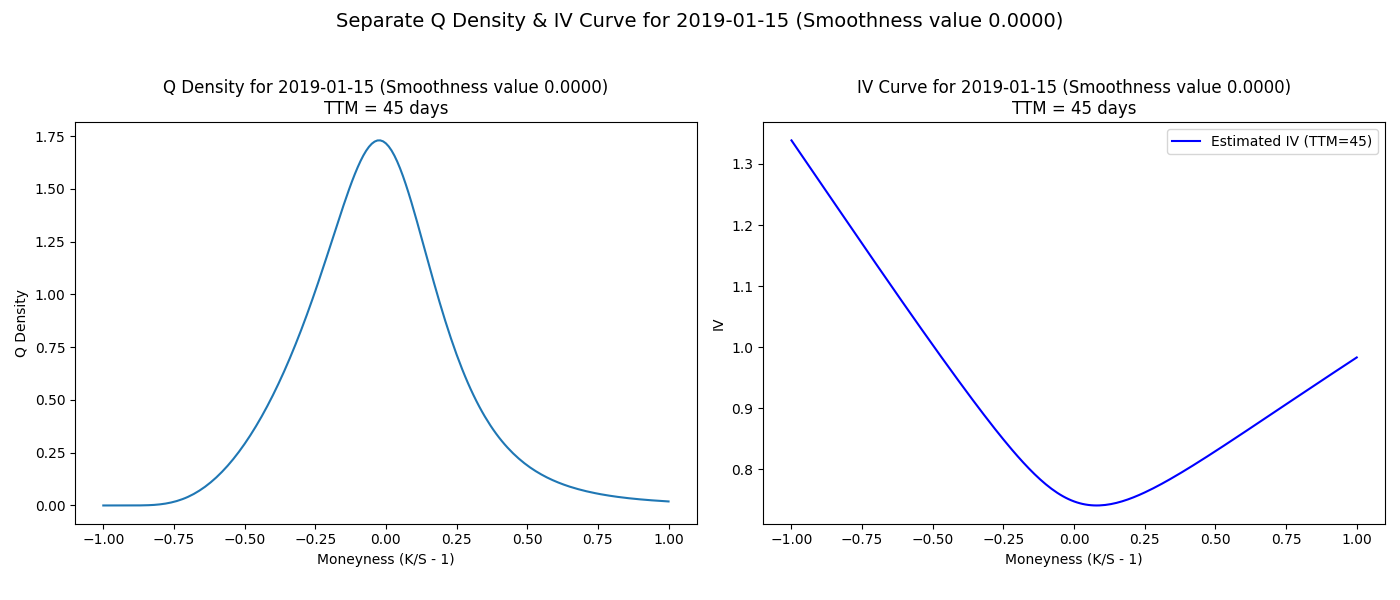 Separate Q Density & IV Curve for 2019-01-15 (Smoothness value 0.0000)
Q Density for 2019-01-15 (Smoothness value 0.0000)
TTM = 45 days
1.75
1.50
1.25
1.00
0.75
0.50
0.25
0.00
Q Density
−1.00 −0.75 −0.50 −0.25 0.00 0.25 0.50 0.75 1.00
Moneyness (K/S - 1)
IV Curve for 2019-01-15 (Smoothness value 0.0000)
TTM = 45 days
Estimated IV (TTM=45)
1.3
1.2
1.1
1.0
0.9
0.8
IV
−1.00 −0.75 −0.50 −0.25 0.00 0.25 0.50 0.75 1.00
Moneyness (K/S - 1)